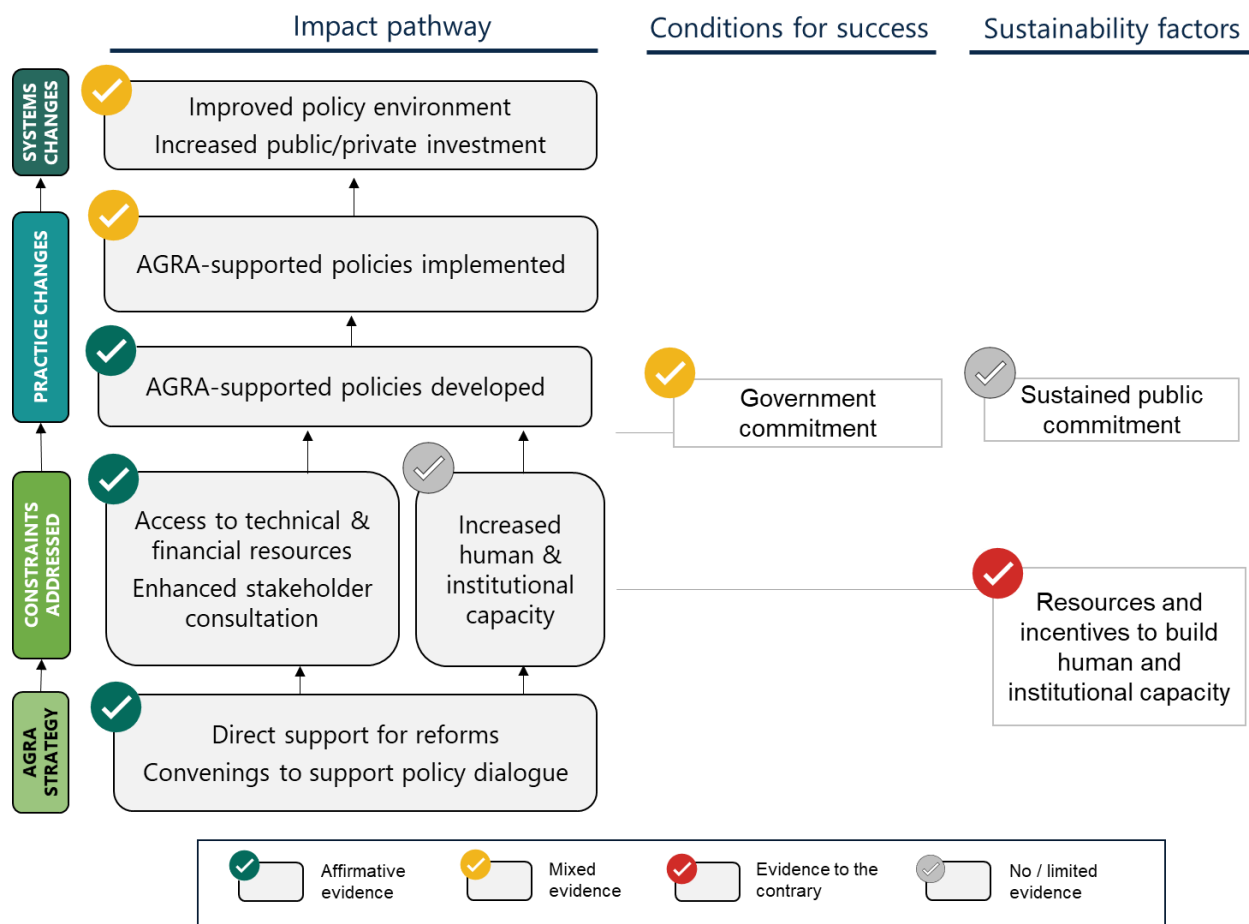 Impact pathway
Conditions for success
Sustainability factors
SYSTEMS
CHANGES
Improved policy environment
Increased public/private investment
PRACTICE CHANGES
AGRA-supported policies implemented
AGRA-supported policies developed
Government
commitment
Sustained public
commitment
CONSTRAINTS
ADDRESSED
Access to technical &
financial resources
Enhanced stakeholder
consultation
Increased
human &
institutional
capacity
Resources and
incentives to build
human and
institutional capacity
AGRA
STRATEGY
Direct support for reforms
Convenings to support policy dialogue
Affirmative
evidence
Mixed
evidence
Evidence to the
contrary
No / limited
evidence